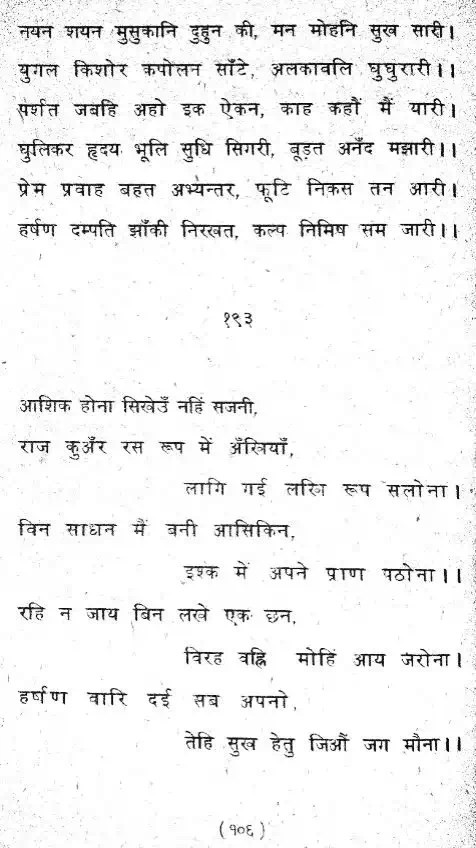 नयन शयन मुसुकानि दुहुन की, मन मोहनि सुख सारी।
युगल किशोर कपोलन साँटे, अलकावलि घुघुरारी।।
पर्शत जबहि अहो इक ऐकन, काह कहौं मैं यारी।
घुलिकर हृदय भूलि सुधि सिगरी, बूड़त अनँद मझारी।।
प्रेम प्रवाह बहत अभ्यन्तर, फूटि निकस तन आरी।
हर्षण दम्पति झाँकी निरखत, कल्प निमिष सम जारी।।
१९३
आशिक होना सिखेउँ नहिं सजनी,
राज कुअँर रस रूप में अँखियाँ,
लागि गई लखि रूप सलोना।
विन साधन मैं बनी आसिकिन,
इश्क में अपने प्राण पठोना।।
रहि न जाय बिन लखे एक छन,
विरह वह्नि मोहिं आय जरोना।
हर्षण वारि दई सब अपनो,
तेहि सुख हेतु जिऔं जग मौना।।
(१०६)